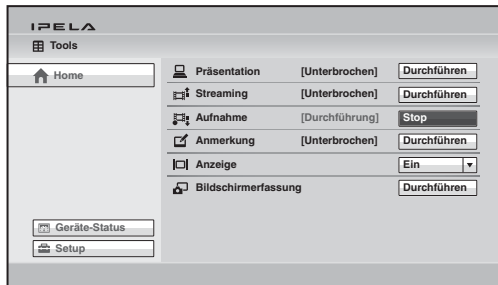 IPELA
Tools
Home
Präsentation [Unterbrochen] Durchführen
Streaming [Unterbrochen] Durchführen
Aufnahme [Durchführung] Stop
Anmerkung [Unterbrochen] Durchführen
Anzeige Ein
Bildschirmerfassung Durchführen
Geräte-Status
Setup